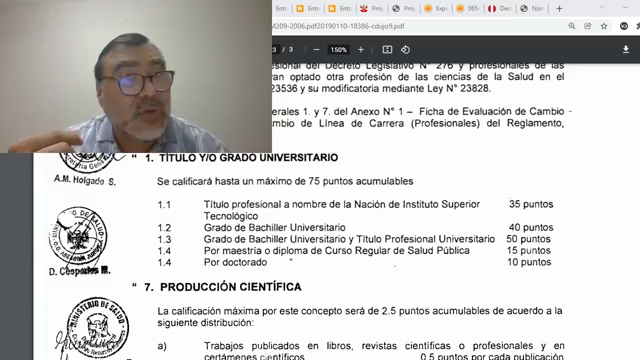 M209-2006.pdf20190110-18386-cdujo9.pdf
3 / 3
150%
sional del Decreto Legislativo N° 276 y profesionales de las
an optado otra profesión de las ciencias de la Salud en el
23536 y su modificatoria mediante Ley N° 23828.
erales 1. y 7. del Anexo N° 1 – Ficha de Evaluación de Cambio
mbio de Línea de Carrera (Profesionales) del Reglamento,
A.M. Holgado S.
“ 1. TÍTULO Y/O GRADO UNIVERSITARIO
Se calificará hasta un máximo de 75 puntos acumulables
1.1 Título profesional a nombre de la Nación de Instituto Superior 35 puntos
Tecnológico
1.2 Grado de Bachiller Universitario 40 puntos
1.3 Grado de Bachiller Universitario y Título Profesional Universitario 50 puntos
1.4 Por maestría o diploma de Curso Regular de Salud Pública 15 puntos
1.4 Por doctorado " 10 puntos
D. Céspedes M.
“ 7. PRODUCCIÓN CIENTÍFICA
MINISTERIO DE SALUD
La calificación máxima por este concepto será de 2.5 puntos acumulables de acuerdo a la
siguiente distribución:
a) Trabajos publicados en libros, revistas científicas o profesionales y en
certámenes científicos 0.5 puntos por cada publicación